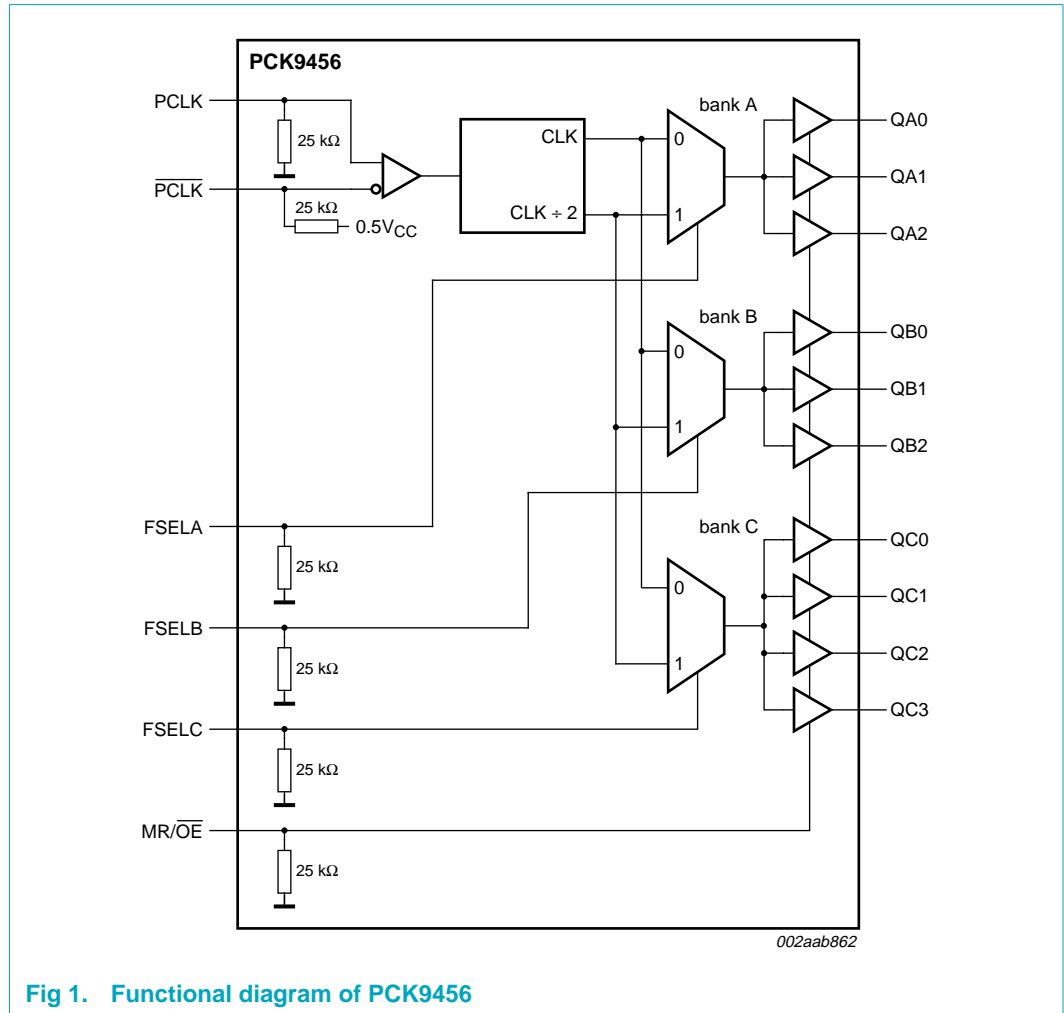 PCK9456
PCLK
25 kΩ
PCLK
25 kΩ
0.5VCC
CLK
CLK ÷ 2
bank A
0
1
QA0
QA1
QA2
bank B
0
1
QB0
QB1
QB2
bank C
0
1
QC0
QC1
QC2
QC3
FSELA
25 kΩ
FSELB
25 kΩ
FSELC
25 kΩ
MR/OE
25 kΩ
002aab862
Fig 1. Functional diagram of PCK9456